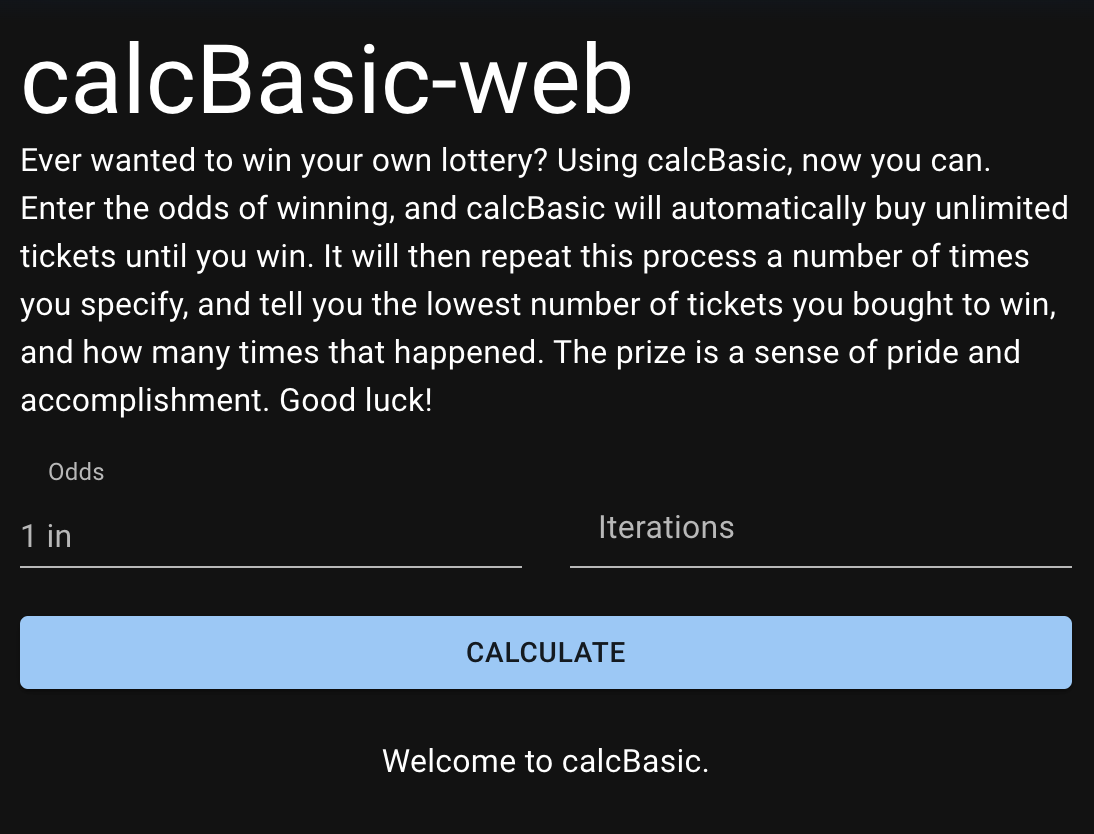 calcBasic-web
Ever wanted to win your own lottery? Using calcBasic, now you can.
Enter the odds of winning, and calcBasic will automatically buy unlimited
tickets until you win. It will then repeat this process a number of times
you specify, and tell you the lowest number of tickets you bought to win,
and how many times that happened. The prize is a sense of pride and
accomplishment. Good luck!
Odds
1 in
Iterations
CALCULATE
Welcome to calcBasic.